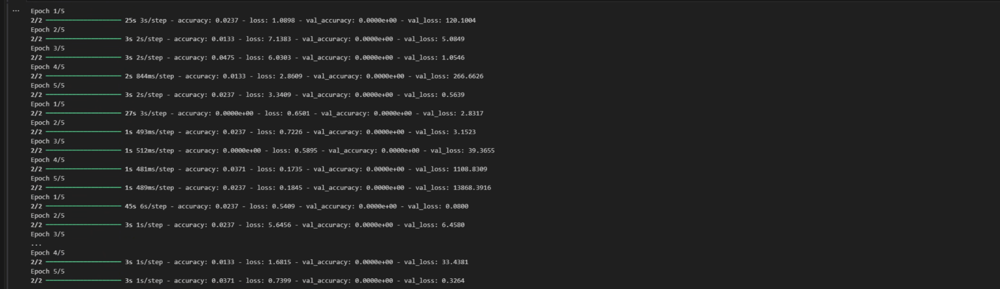 ...
Epoch 1/5
2/2 ━━━━━━━━━━━━━━━━━━━━ 25s 3s/step - accuracy: 0.0237 - loss: 1.0898 - val_accuracy: 0.0000e+00 - val_loss: 120.1004
Epoch 2/5
2/2 ━━━━━━━━━━━━━━━━━━━━ 3s 2s/step - accuracy: 0.0133 - loss: 7.1383 - val_accuracy: 0.0000e+00 - val_loss: 5.0849
Epoch 3/5
2/2 ━━━━━━━━━━━━━━━━━━━━ 3s 2s/step - accuracy: 0.0475 - loss: 6.0303 - val_accuracy: 0.0000e+00 - val_loss: 1.0546
Epoch 4/5
2/2 ━━━━━━━━━━━━━━━━━━━━ 2s 844ms/step - accuracy: 0.0133 - loss: 2.8609 - val_accuracy: 0.0000e+00 - val_loss: 266.6626
Epoch 5/5
2/2 ━━━━━━━━━━━━━━━━━━━━ 3s 2s/step - accuracy: 0.0237 - loss: 3.3409 - val_accuracy: 0.0000e+00 - val_loss: 0.5639
Epoch 1/5
2/2 ━━━━━━━━━━━━━━━━━━━━ 27s 3s/step - accuracy: 0.0000e+00 - loss: 0.6501 - val_accuracy: 0.0000e+00 - val_loss: 2.8317
Epoch 2/5
2/2 ━━━━━━━━━━━━━━━━━━━━ 1s 493ms/step - accuracy: 0.0237 - loss: 0.7226 - val_accuracy: 0.0000e+00 - val_loss: 3.1523
Epoch 3/5
2/2 ━━━━━━━━━━━━━━━━━━━━ 1s 512ms/step - accuracy: 0.0000e+00 - loss: 0.5895 - val_accuracy: 0.0000e+00 - val_loss: 39.3655
Epoch 4/5
2/2 ━━━━━━━━━━━━━━━━━━━━ 1s 481ms/step - accuracy: 0.0371 - loss: 0.1735 - val_accuracy: 0.0000e+00 - val_loss: 1108.8309
Epoch 5/5
2/2 ━━━━━━━━━━━━━━━━━━━━ 1s 489ms/step - accuracy: 0.0237 - loss: 0.1845 - val_accuracy: 0.0000e+00 - val_loss: 13868.3916
Epoch 1/5
2/2 ━━━━━━━━━━━━━━━━━━━━ 45s 6s/step - accuracy: 0.0237 - loss: 0.5409 - val_accuracy: 0.0000e+00 - val_loss: 0.0800
Epoch 2/5
2/2 ━━━━━━━━━━━━━━━━━━━━ 3s 1s/step - accuracy: 0.0237 - loss: 5.6456 - val_accuracy: 0.0000e+00 - val_loss: 6.4580
Epoch 3/5
...
Epoch 4/5
2/2 ━━━━━━━━━━━━━━━━━━━━ 3s 1s/step - accuracy: 0.0133 - loss: 1.6815 - val_accuracy: 0.0000e+00 - val_loss: 33.4381
Epoch 5/5
2/2 ━━━━━━━━━━━━━━━━━━━━ 3s 1s/step - accuracy: 0.0371 - loss: 0.7399 - val_accuracy: 0.0000e+00 - val_loss: 0.3264